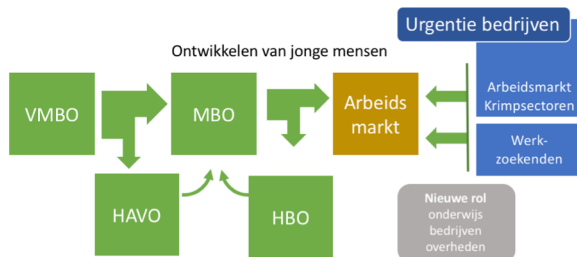 Urgentie bedrijven
Ontwikkelen van jonge mensen
VMBO
MBO
Arbeids
markt
Arbeidsmarkt
Krimpsectoren
Werk-
zoekenden
HAVO
HBO
Nieuwe rol
onderwijs
bedrijven
overheden